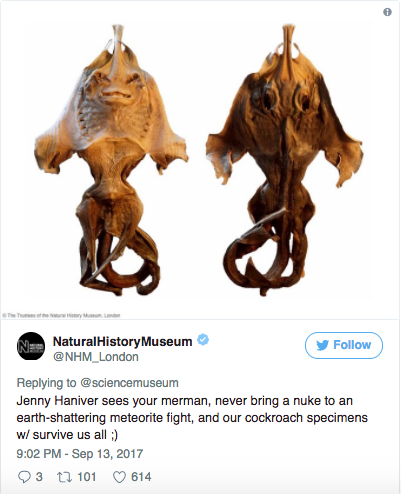 © The Trustees of the Natural History Museum, London
NaturalHistoryMuseum
@NHM_London
Follow
Replying to @sciencemuseum
Jenny Haniver sees your merman, never bring a nuke to an
earth-shattering meteorite fight, and our cockroach specimens
w/ survive us all ;)
9:02 PM - Sep 13, 2017
3 101 614